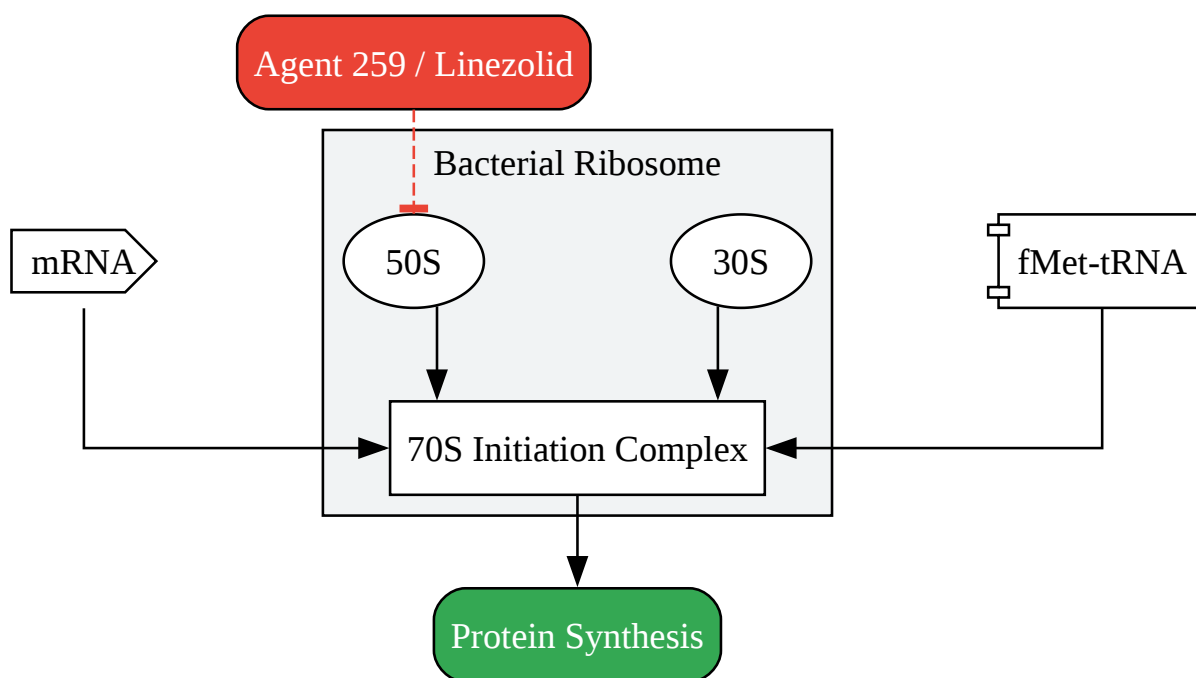 Agent 259 / Linezolid
Bacterial Ribosome
mRNA
50S
30S
fMet-tRNA
70S Initiation Complex
Protein Synthesis